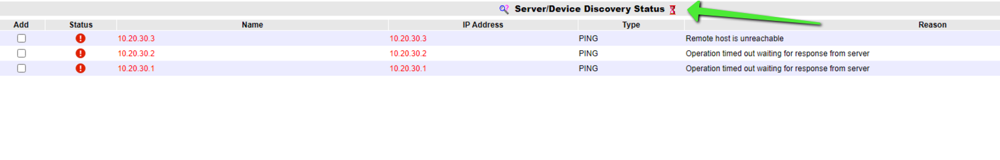 Server/Device Discovery Status
Add Status Name IP Address Type Reason
10.20.30.3 10.20.30.3 PING Remote host is unreachable
10.20.30.2 10.20.30.2 PING Operation timed out waiting for response from server
10.20.30.1 10.20.30.1 PING Operation timed out waiting for response from server